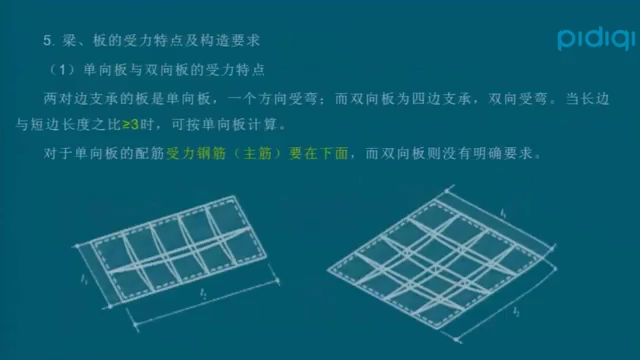 pidiqi
5. 梁、板的受力特点及构造要求
（1）单向板与双向板的受力特点
两对边支承的板是单向板，一个方向受弯；而双向板为四边支承，双向受弯。当长边
与短边长度之比≥3时，可按单向板计算。
对于单向板的配筋受力钢筋（主筋）要在下面，而双向板则没有明确要求。